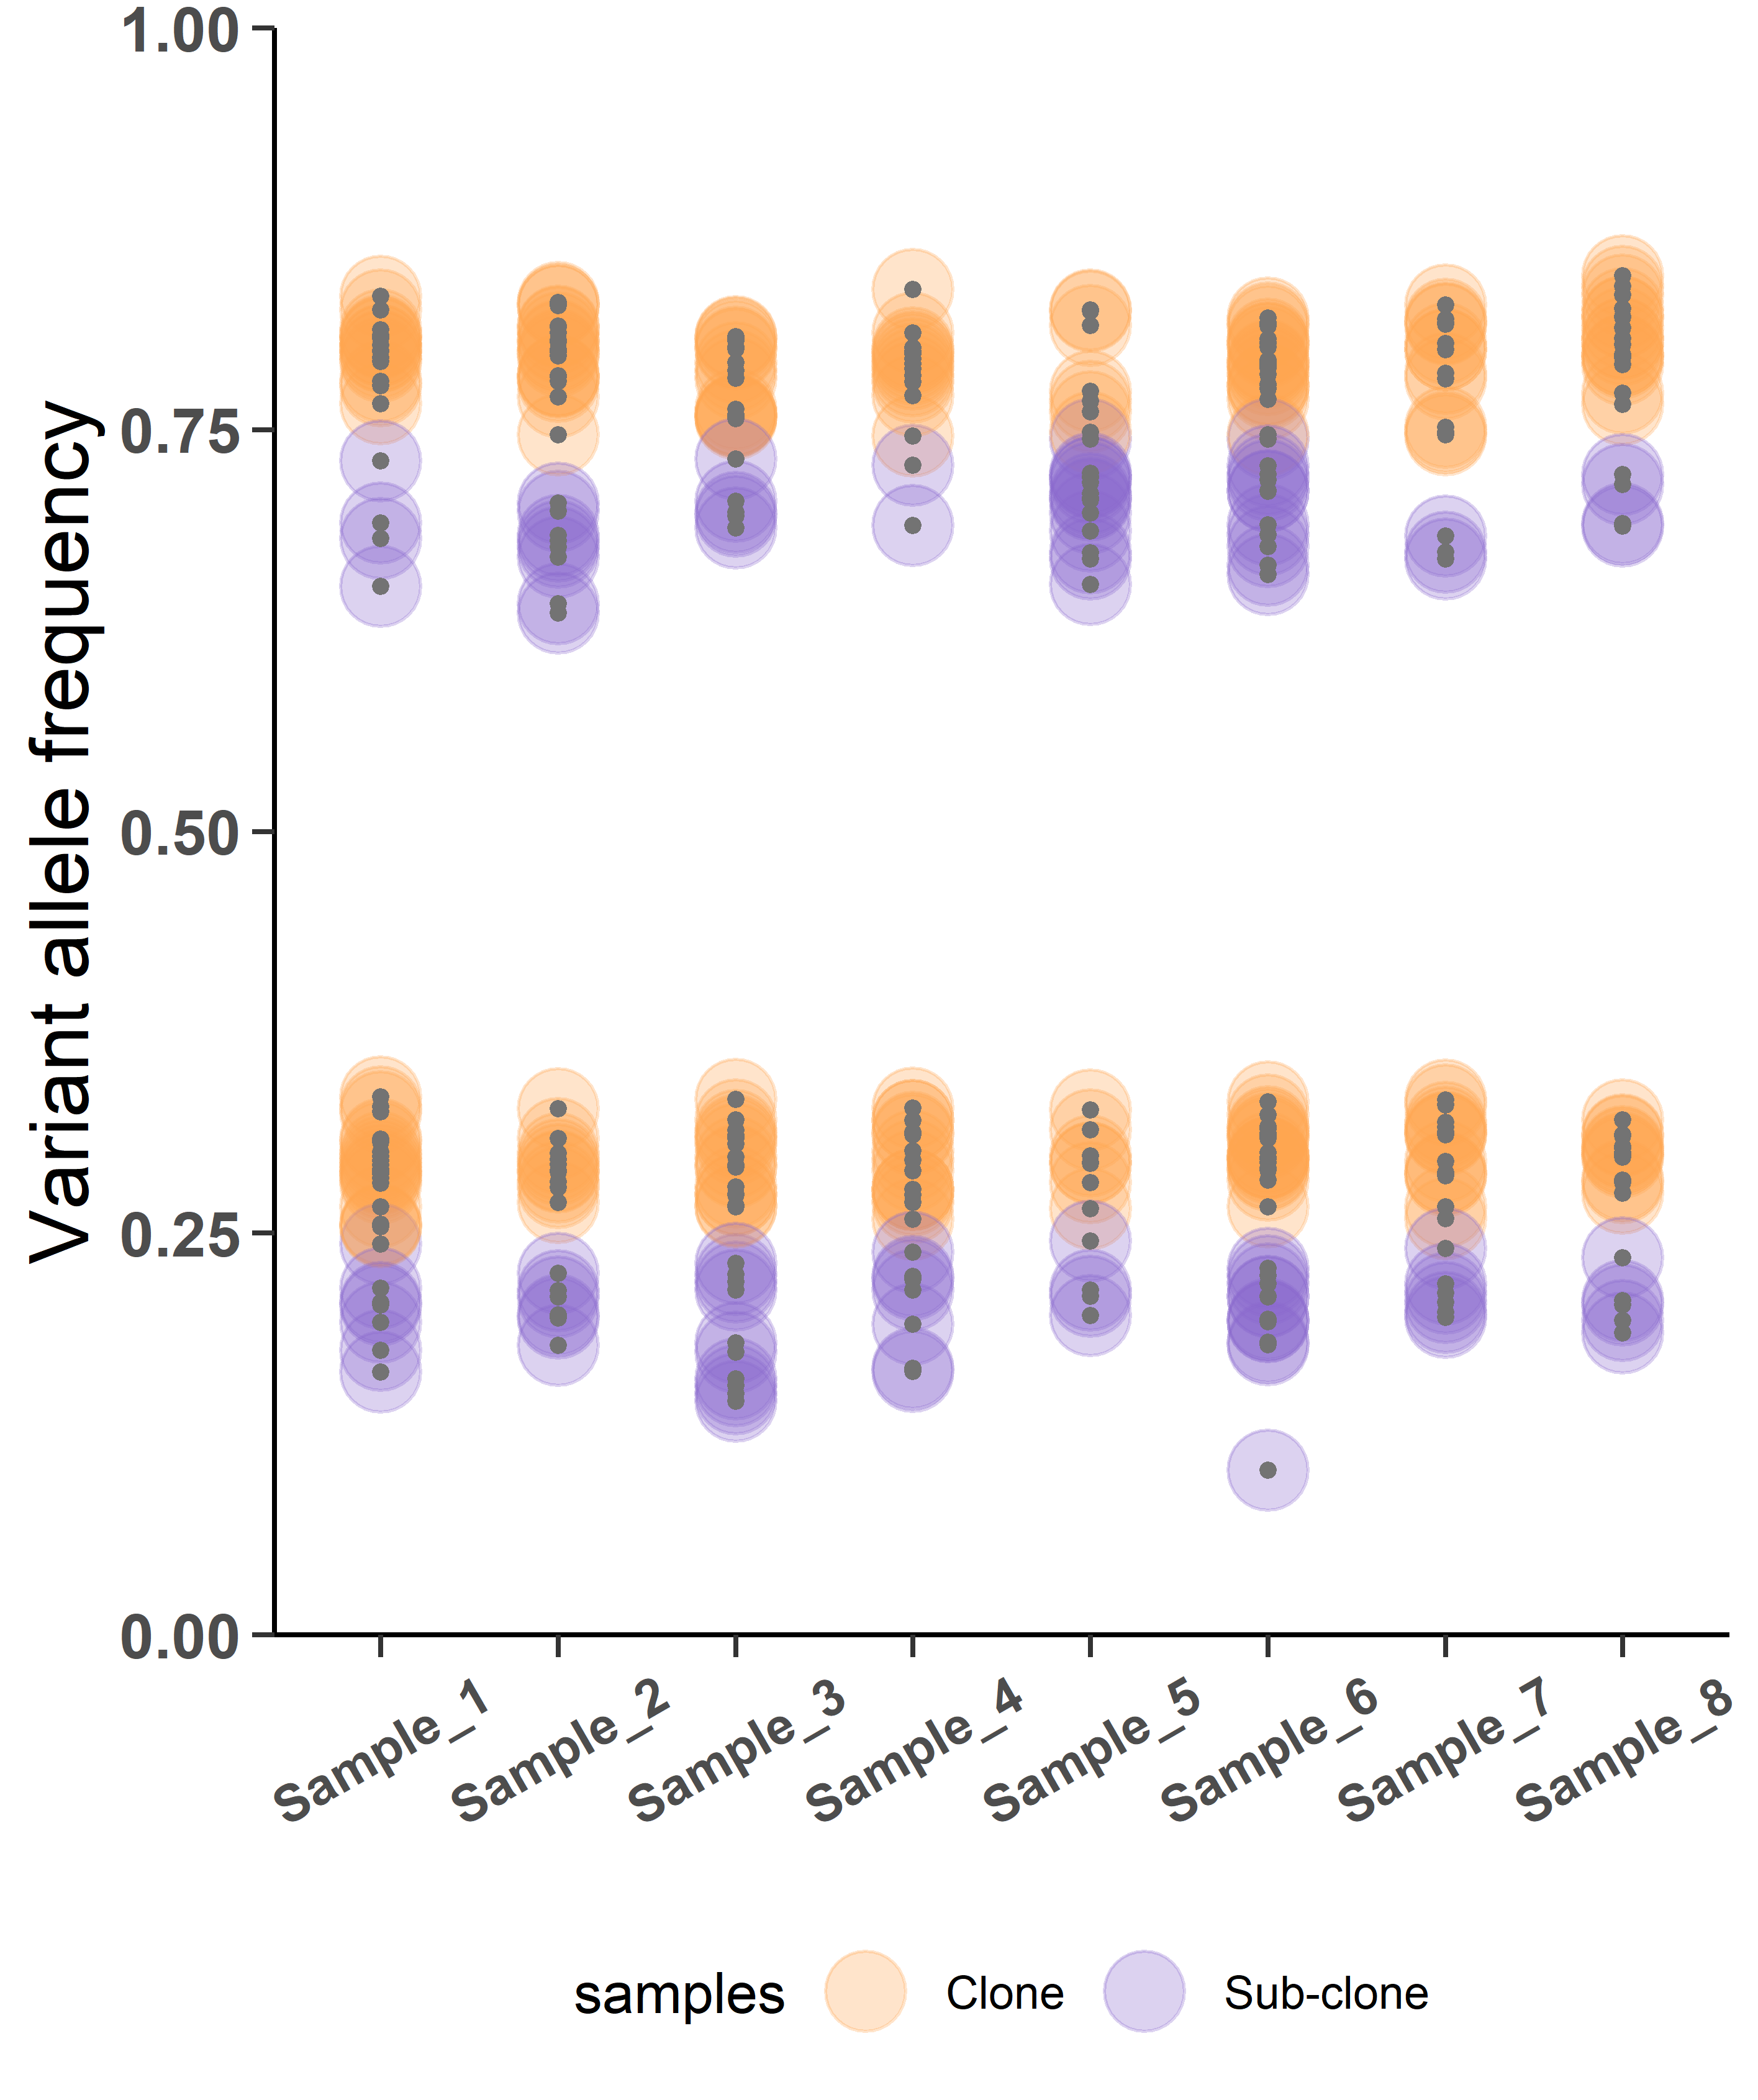 Variant allele frequency
1.00
0.75
0.50
0.25
0.00
Sample_1
Sample_2
Sample_3
Sample_4
Sample_5
Sample_6
Sample_7
Sample_8
samples Clone Sub-clone